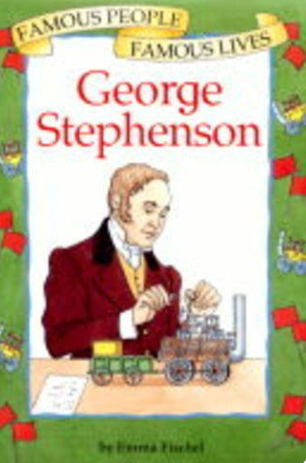 FAMOUS PEOPLE
FAMOUS LIVES
George
Stephenson
by Emma Fischel